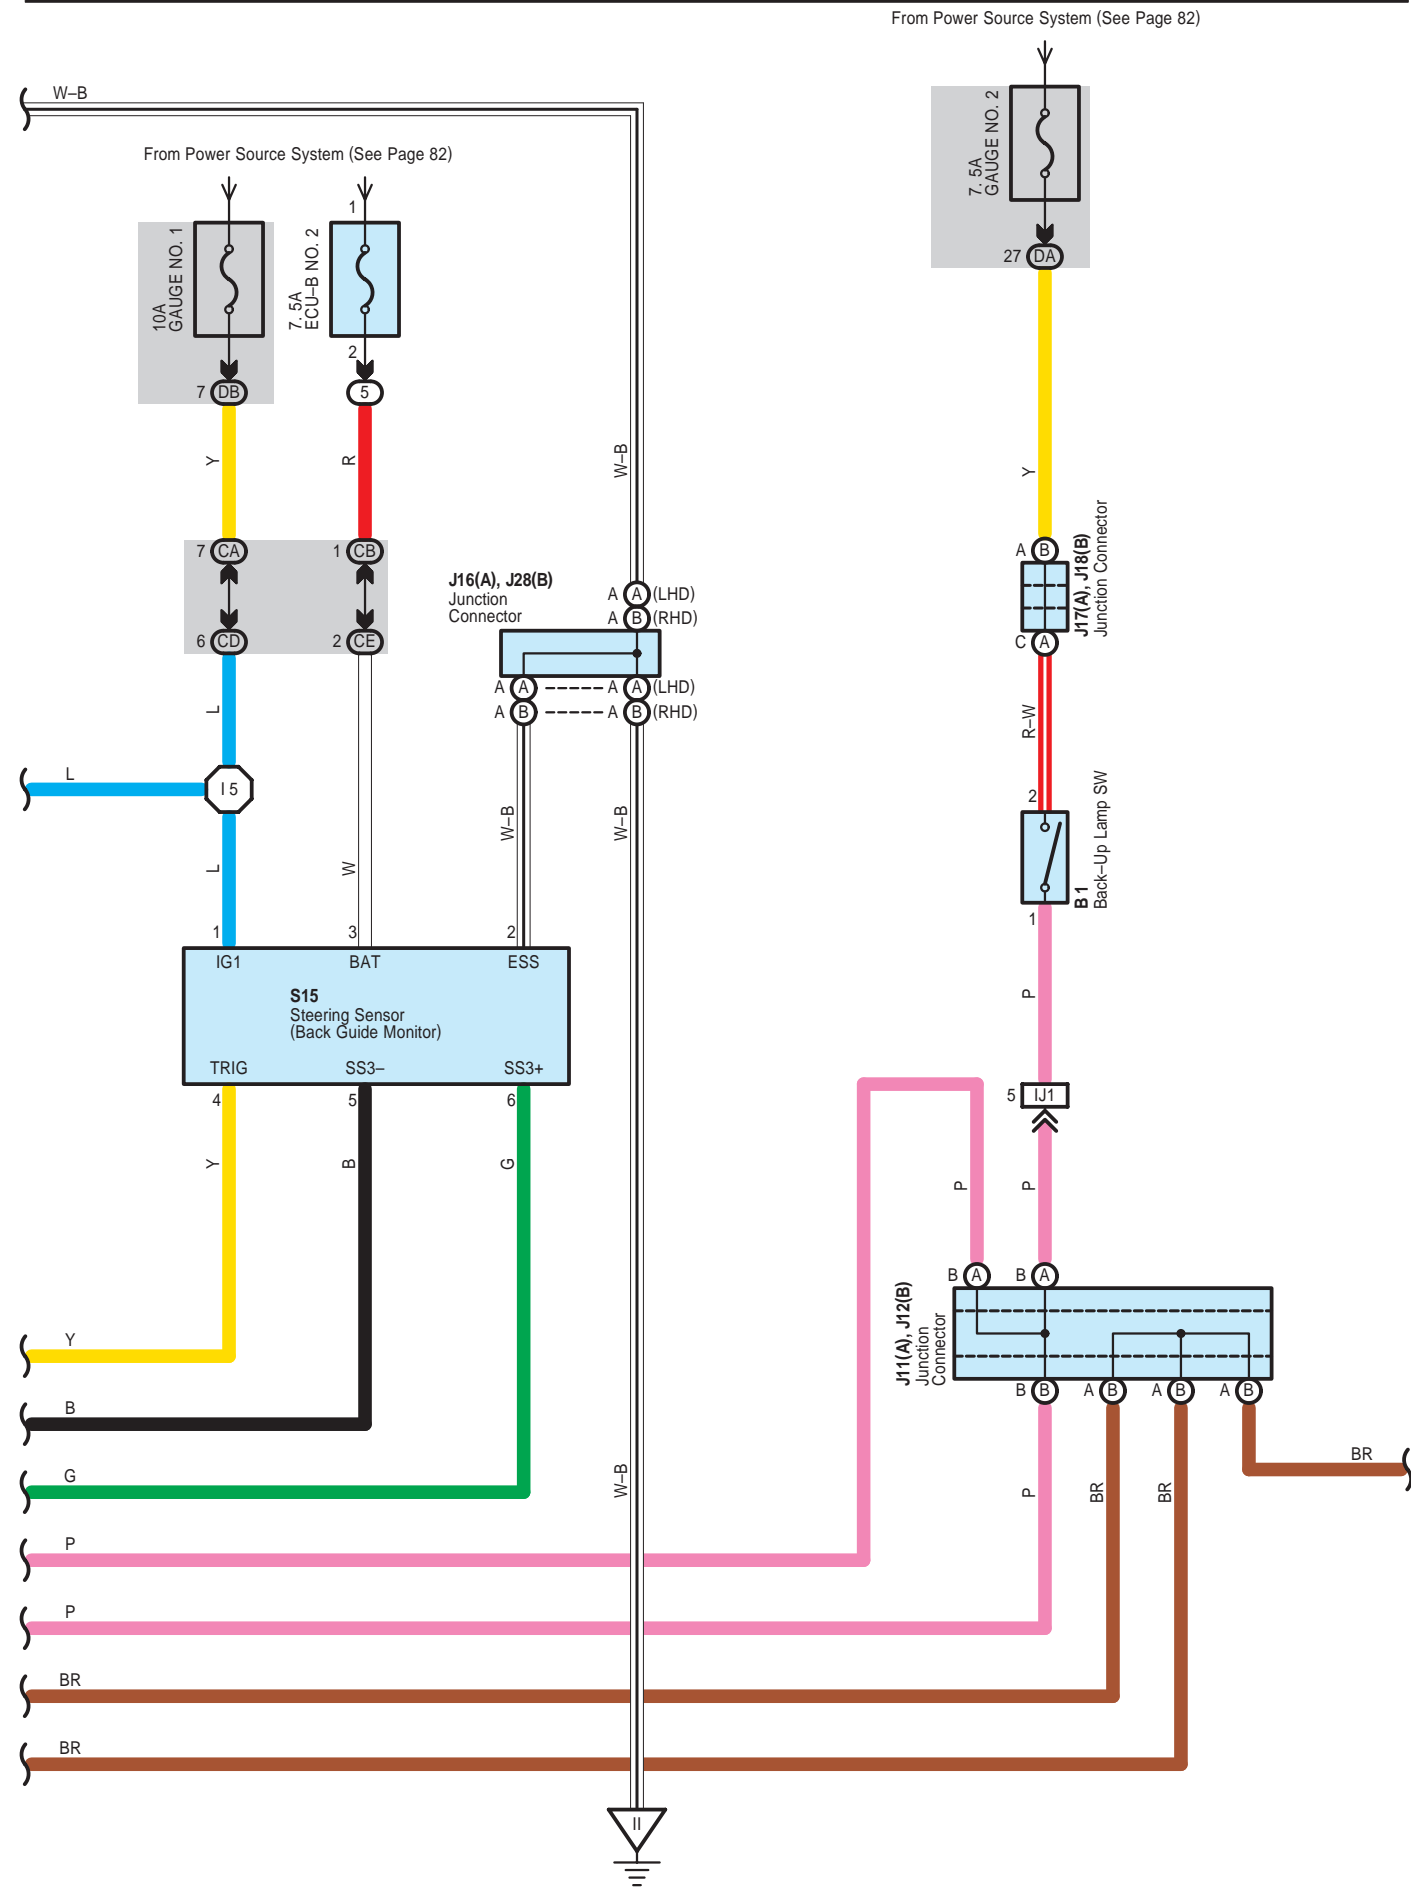 From Power Source System (See Page 82)
W–B
From Power Source System (See Page 82)
7. 5A
GAUGE NO. 2
27 DA
1
10A
GAUGE NO. 1
7. 5A
ECU–B NO. 2
2
7 DB
5
Y
R
W–B
Y
7 CA
1 CB
A B
J17(A), J18(B)
Junction Connector
J16(A), J28(B)
Junction
Connector
A A (LHD)
A B (RHD)
6 CD
2 CE
C A
A A
A A (LHD)
A B
A B (RHD)
L
R–W
L
I 5
2
W–B
W–B
B 1
Back–Up Lamp SW
L
W
1
3
2
1
IG1
BAT
ESS
S15
Steering Sensor
(Back Guide Monitor)
P
TRIG
SS3–
SS3+
4
5
6
5 IJ1
Y
B
G
P
P
B A
B A
J11(A), J12(B)
Junction
Connector
Y
B B
A B
A B
A B
B
BR
G
W–B
P
BR
BR
P
P
BR
BR
II